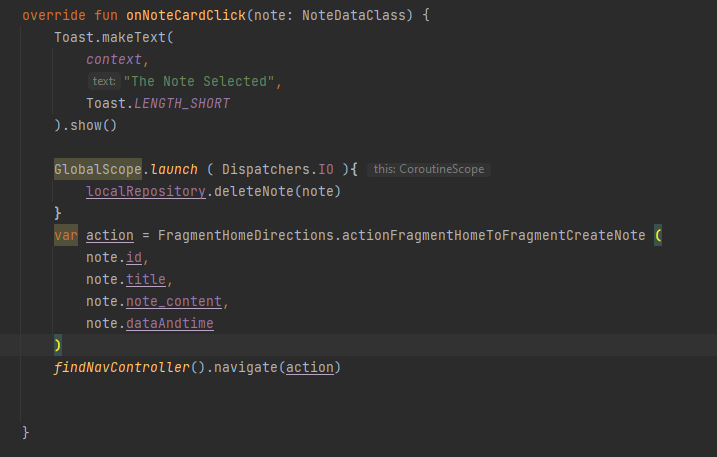 override fun onNoteCardClick(note: NoteDataClass) {
Toast.makeText(
context,
text: "The Note Selected",
Toast.LENGTH_SHORT
).show()
GlobalScope.launch ( Dispatchers.IO ){ this: CoroutineScope
localRepository.deleteNote(note)
}
var action = FragmentHomeDirections.actionFragmentHomeToFragmentCreateNote (
note.id,
note.title,
note.note_content,
note.dataAndtime
)
findNavController().navigate(action)
}